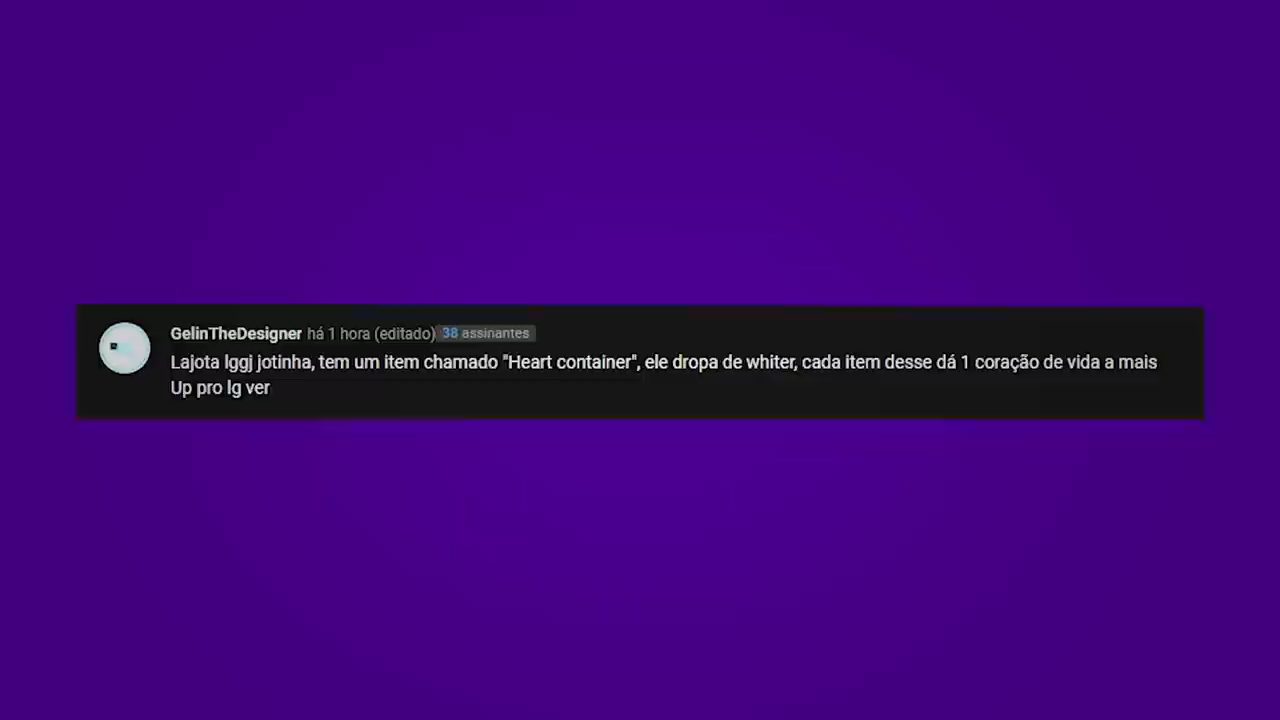 GelinTheDesigner há 1 hora (editado) 38 assinantes
Lajota lggj jotinha, tem um item chamado "Heart container", ele dropa de whiter, cada item desse dá 1 coração de vida a mais
Up pro lg ver